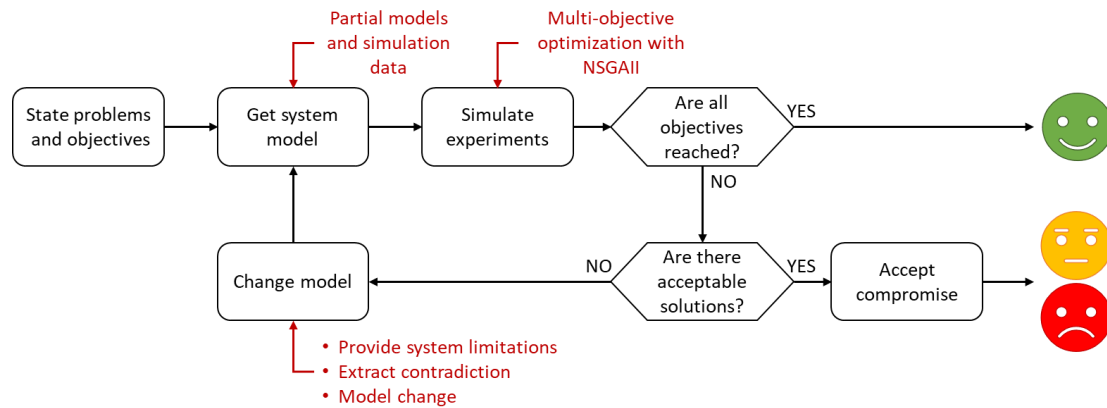 Partial models
and simulation
data
Multi-objective
optimization with
NSGAII
State problems
and objectives
Get system
model
Simulate
experiments
Are all
objectives
reached?
YES
NO
Change model
NO
Are there
acceptable
solutions?
YES
Accept
compromise
• Provide system limitations
• Extract contradiction
• Model change